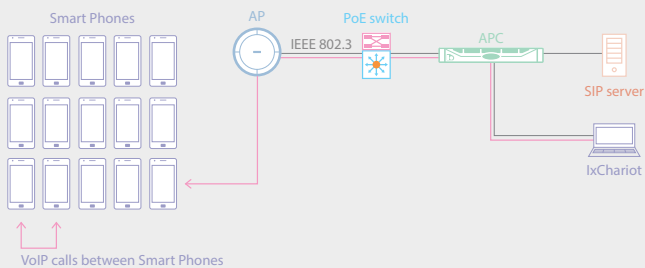 Smart Phones
AP
IEEE 802.3
PoE switch
APC
SIP server
IxChariot
VoIP calls between Smart Phones